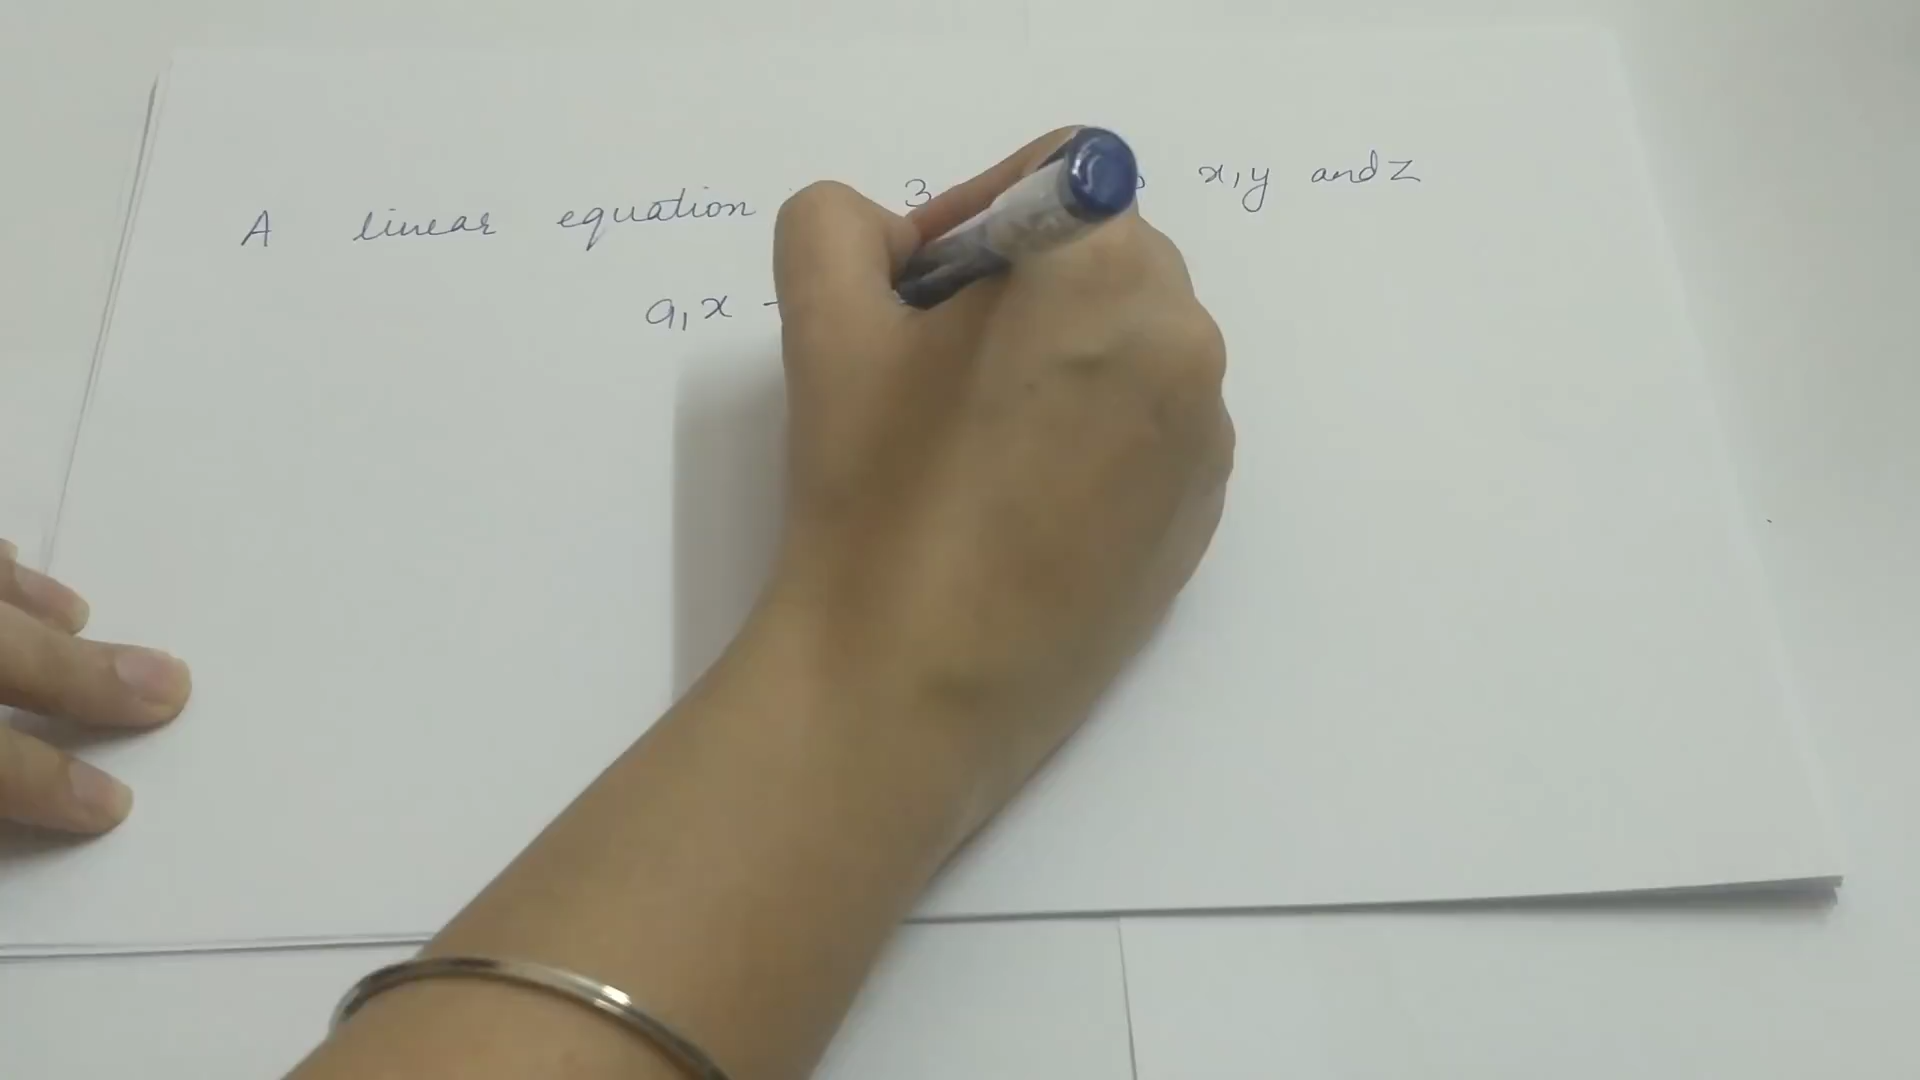 A linear equation 3 x, y and z
a₁x